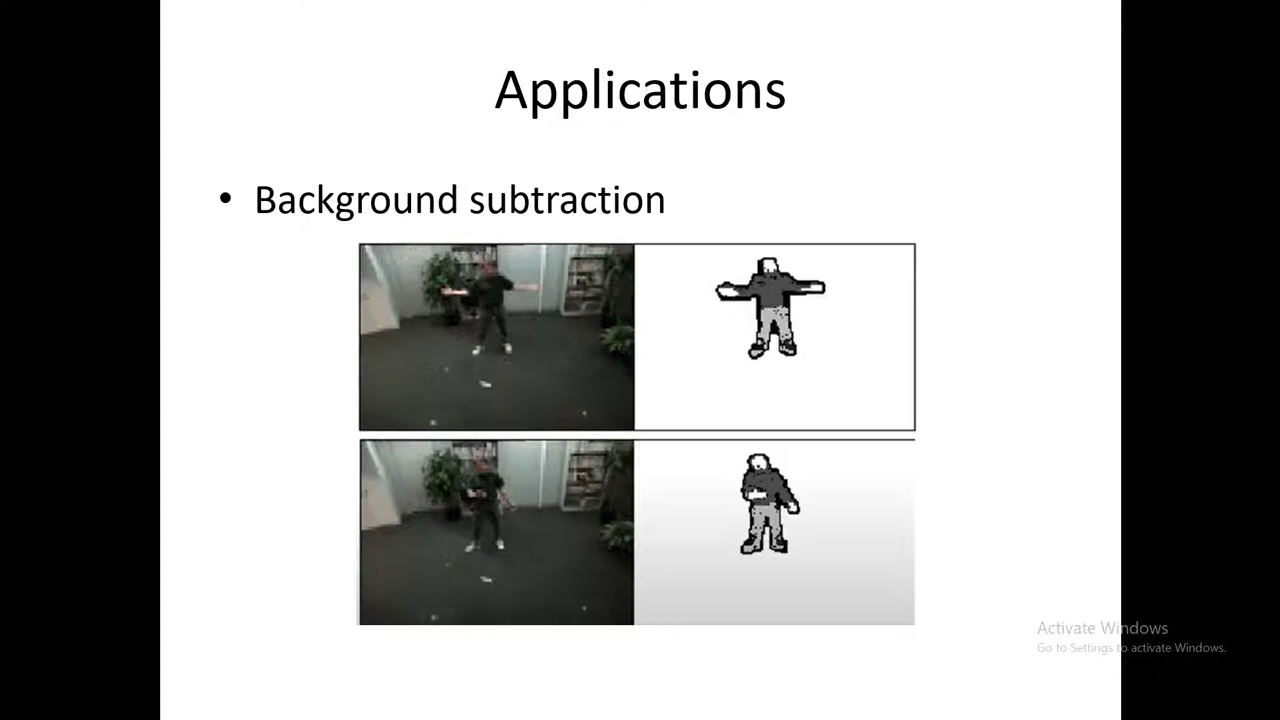 Applications
• Background subtraction
Activate Windows
Go to Settings to activate Windows.